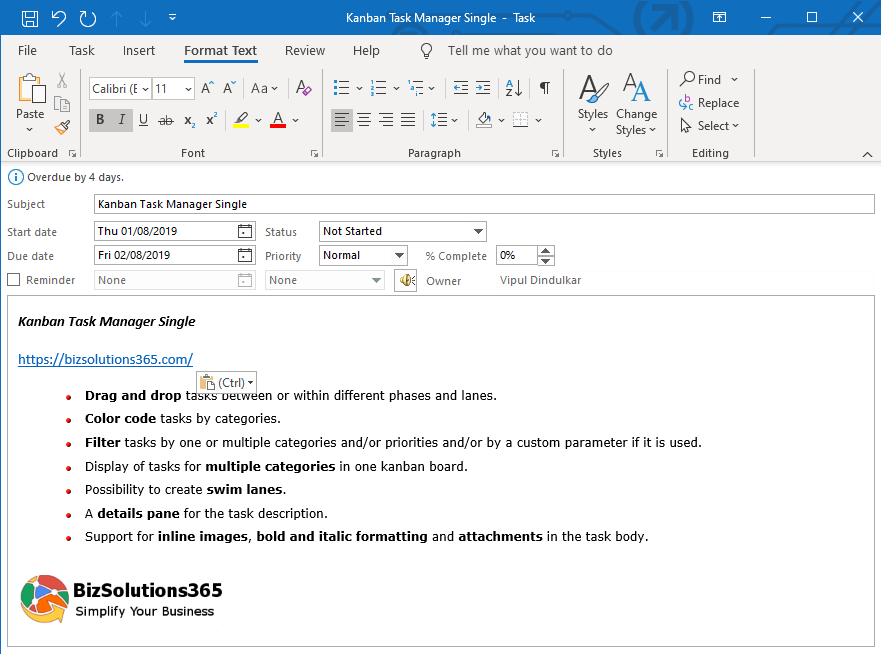 Kanban Task Manager Single - Task
File Task Insert Format Text Review Help Tell me what you want to do
Paste
Clipboard
Calibri (E 11 A A Aa A
B I U ab x₂ x² A
Font
A Z
Paragraph
Styles
Change Styles
Styles
Find
Replace
Select
Editing
Overdue by 4 days.
Subject Kanban Task Manager Single
Start date Thu 01/08/2019 Status Not Started
Due date Fri 02/08/2019 Priority Normal % Complete 0%
Reminder None None Owner Vipul Dindulkar
Kanban Task Manager Single
https://bizsolutions365.com/
(Ctrl)
Drag and drop tasks between or within different phases and lanes.
Color code tasks by categories.
Filter tasks by one or multiple categories and/or priorities and/or by a custom parameter if it is used.
Display of tasks for multiple categories in one kanban board.
Possibility to create swim lanes.
A details pane for the task description.
Support for inline images, bold and italic formatting and attachments in the task body.
BizSolutions365
Simplify Your Business